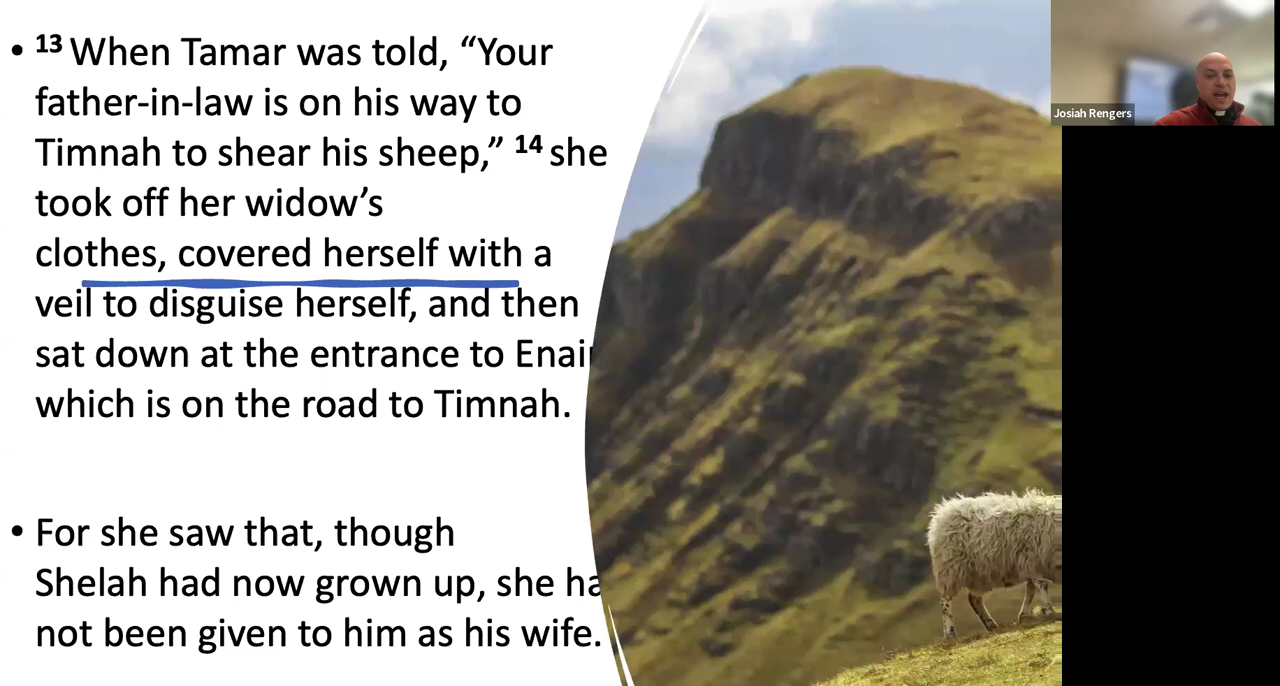 • 13 When Tamar was told, “Your
father-in-law is on his way to
Timnah to shear his sheep,” 14 she
took off her widow’s
clothes, covered herself with a
veil to disguise herself, and then
sat down at the entrance to Enai
which is on the road to Timnah.
• For she saw that, though
Shelah had now grown up, she ha
not been given to him as his wife.
Josiah Rengers